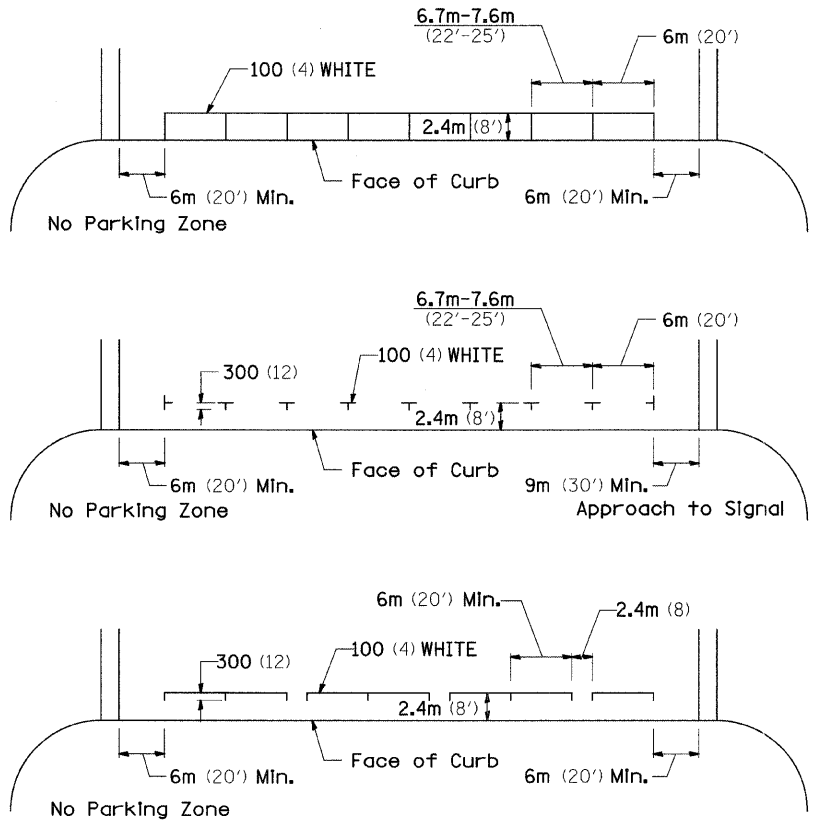 6.7m-7.6m
(22'-25')
6m (20')
100 (4) WHITE
2.4m (8')
Face of Curb
6m (20') Min.
6m (20') Min.
No Parking Zone
6.7m-7.6m
(22'-25')
6m (20')
300 (12)
100 (4) WHITE
2.4m (8')
Face of Curb
6m (20') Min.
9m (30') Min.
No Parking Zone
Approach to Signal
6m (20') Min.
2.4m (8)
300 (12)
100 (4) WHITE
2.4m (8')
Face of Curb
6m (20') Min.
6m (20') Min.
No Parking Zone